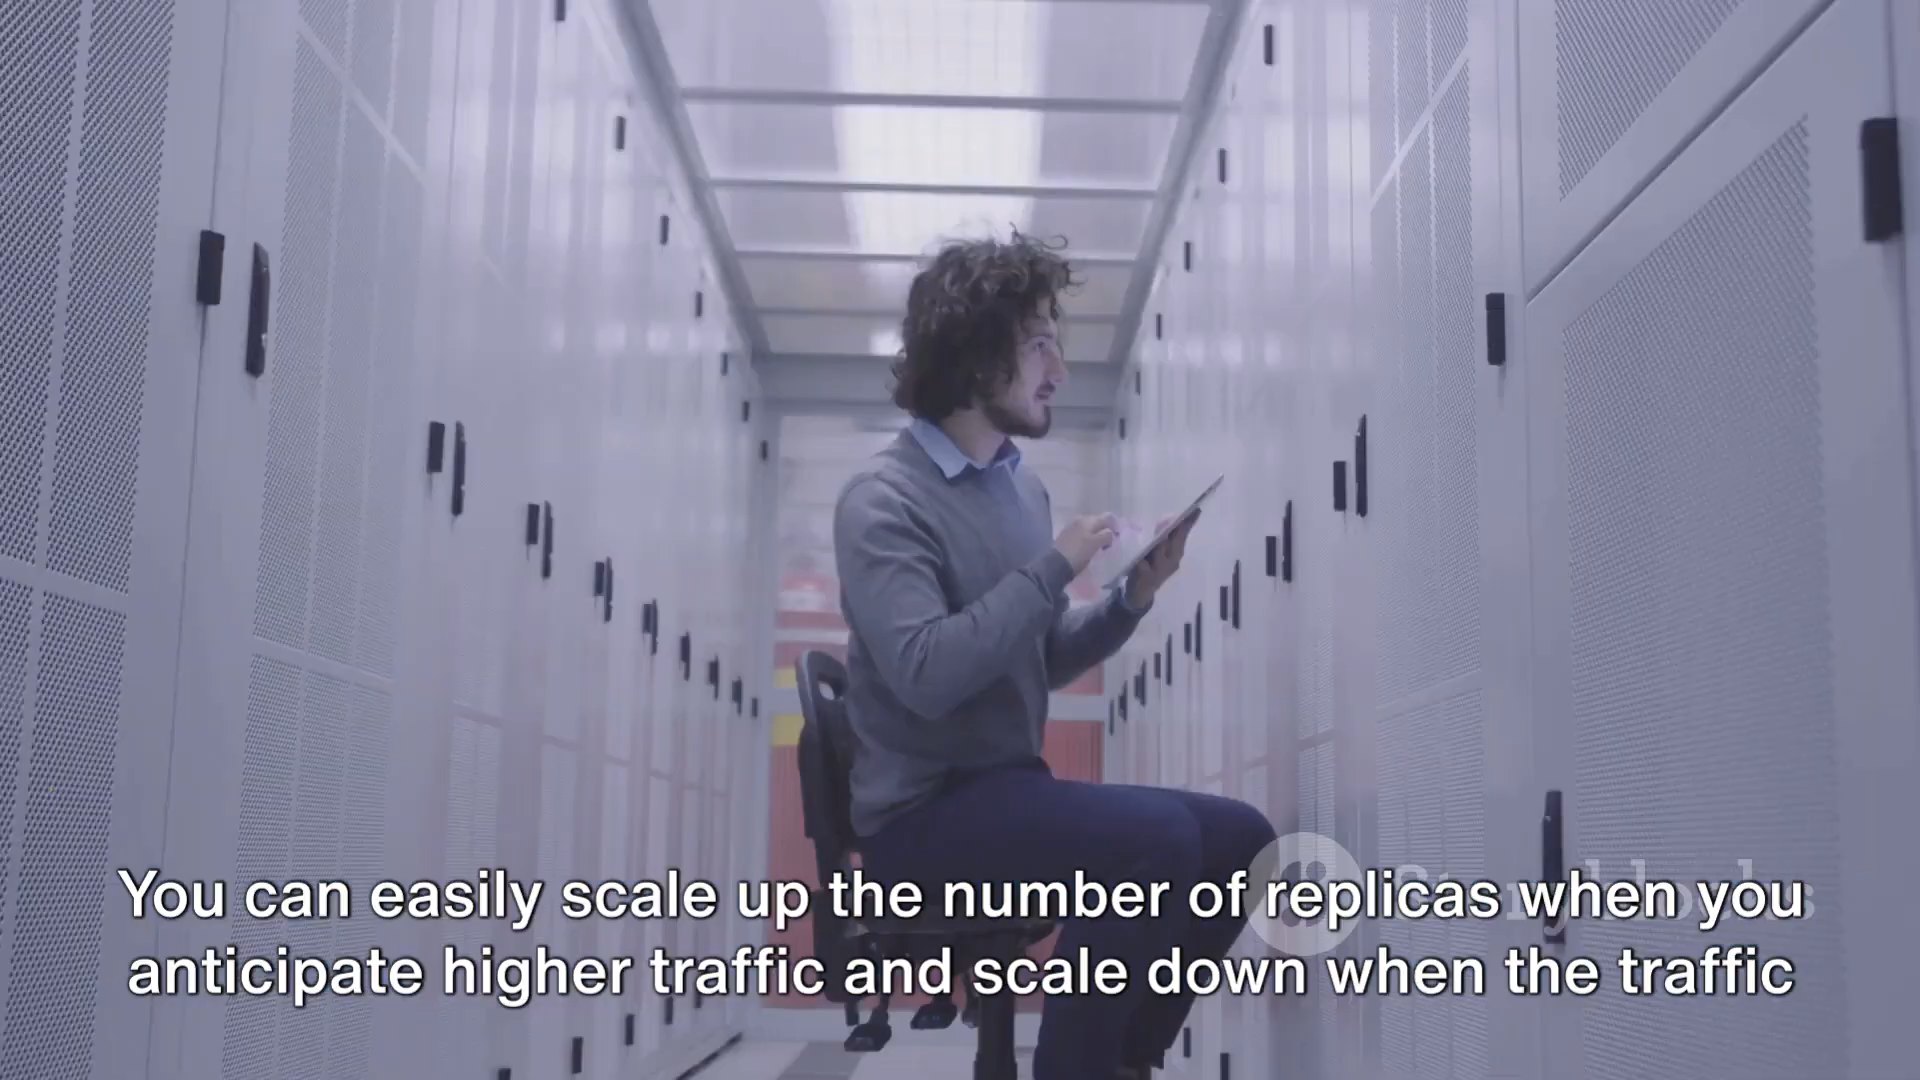 You can easily scale up the number of replicas when you
anticipate higher traffic and scale down when the traffic